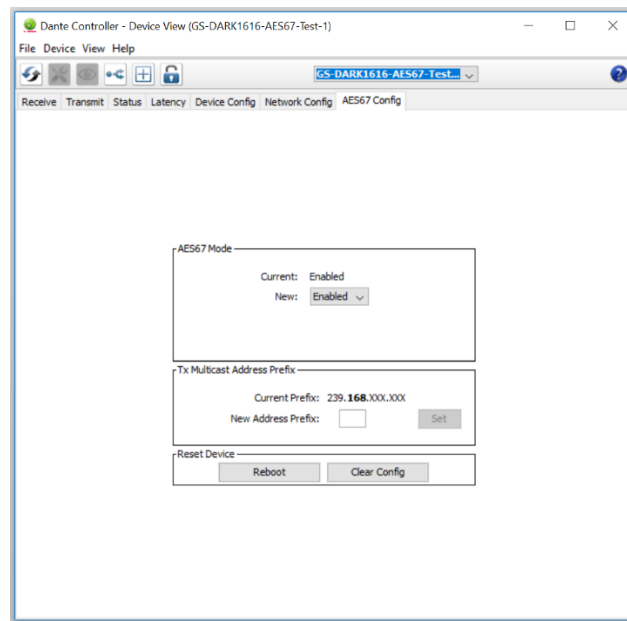 Dante Controller - Device View (GS-DARK1616-AES67-Test-1)
File Device View Help
GS-DARK1616-AES67-Test...
?
Receive Transmit Status Latency Device Config Network Config AES67 Config
AES67 Mode
Current: Enabled
New: Enabled
Tx Multicast Address Prefix
Current Prefix: 239.168.XXX.XXX
New Address Prefix: Set
Reset Device
Reboot Clear Config